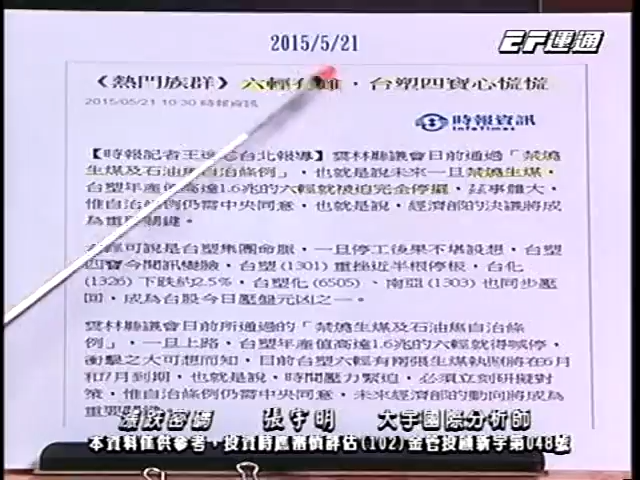 2015/5/21
EF運通
《熱門族群》六輕 ，台塑四寶心慌慌
2015/05/21 10:30 時報資訊
時報資訊
InfoTimes
【時報記者王逸芯台北報導】雲林縣議會日前通過「禁燒
生煤及石油焦自治條例」，也就是說未來一旦禁燒生煤，
台塑年產值高達1.6兆的六輕就被迫完全停擺，茲事體大，
惟自治條例仍需中央同意，也就是說，經濟部的決議將成
為重要關鍵。
六輕可說是台塑集團命脈，一旦停工後果不堪設想，台塑
四寶今聞訊變臉，台塑(1301)重挫近半根停板，台化
(1326)下跌約2.5%，台塑化(6505)、南亞(1303)也同步壓
回，成為台股今日壓盤元凶之一。
雲林縣議會日前所通過的「禁燒生煤及石油焦自治條
例」，一旦上路，台塑年產值高達1.6兆的六輕就得喊停，
衝擊之大可想而知，目前台塑六輕有兩張生煤執照將在6月
和7月到期，也就是說，時間壓力緊迫，必須立刻研擬對
策，惟自治條例仍需中央同意，未來經濟部的動向將成為
重要
漲跌密碼 張宇明 大宇國際分析師
本資料僅供參考，投資時應審慎評估(102)金管投顧新字第048號